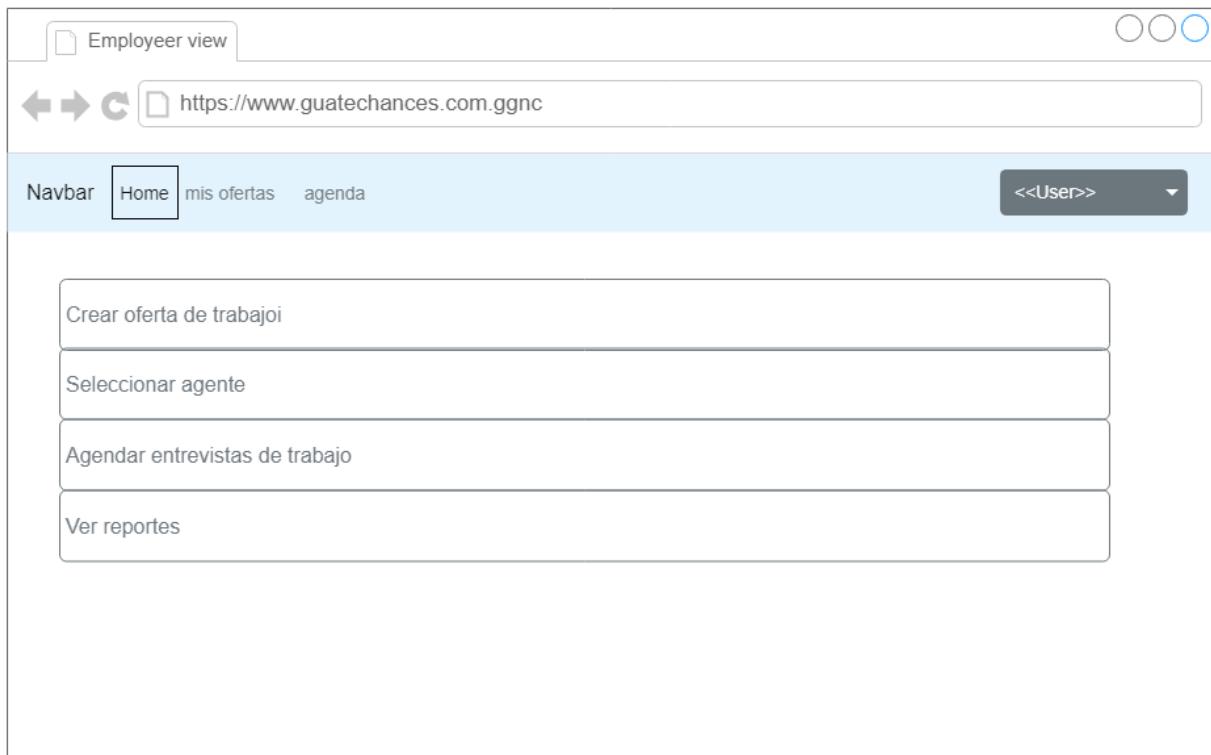 Employeer view
https://www.guatechances.com.ggnc
Navbar Home mis ofertas agenda <<User>>
Crear oferta de trabajoi
Seleccionar agente
Agendar entrevistas de trabajo
Ver reportes